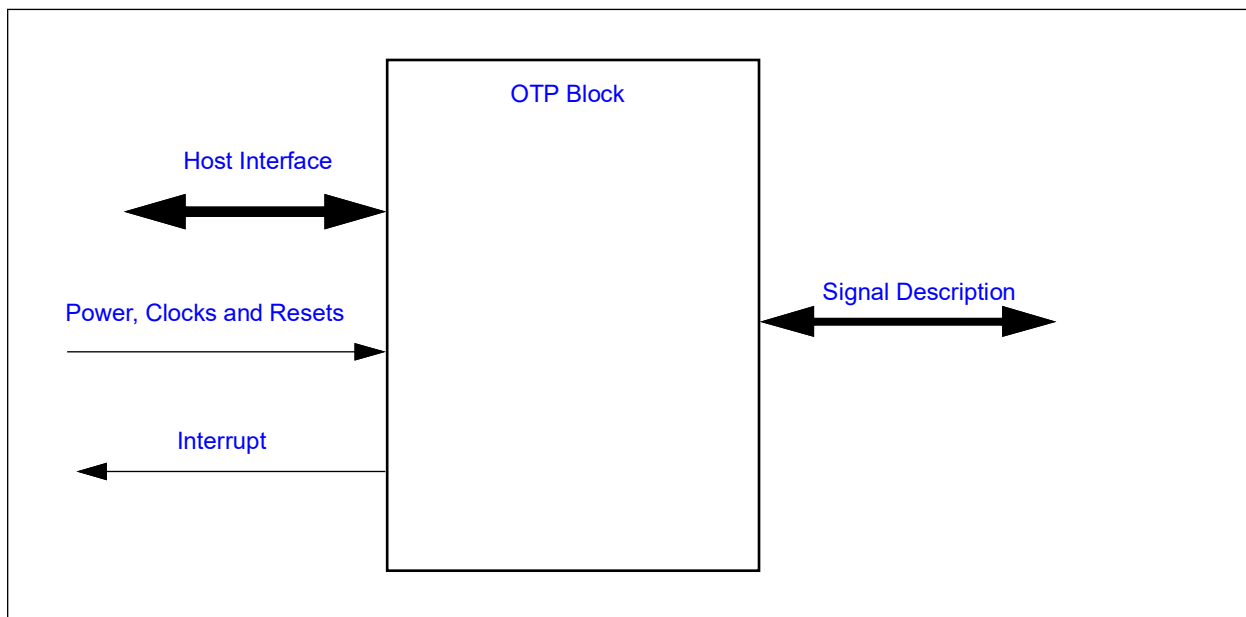 OTP Block
Host Interface
Signal Description
Power, Clocks and Resets
Interrupt